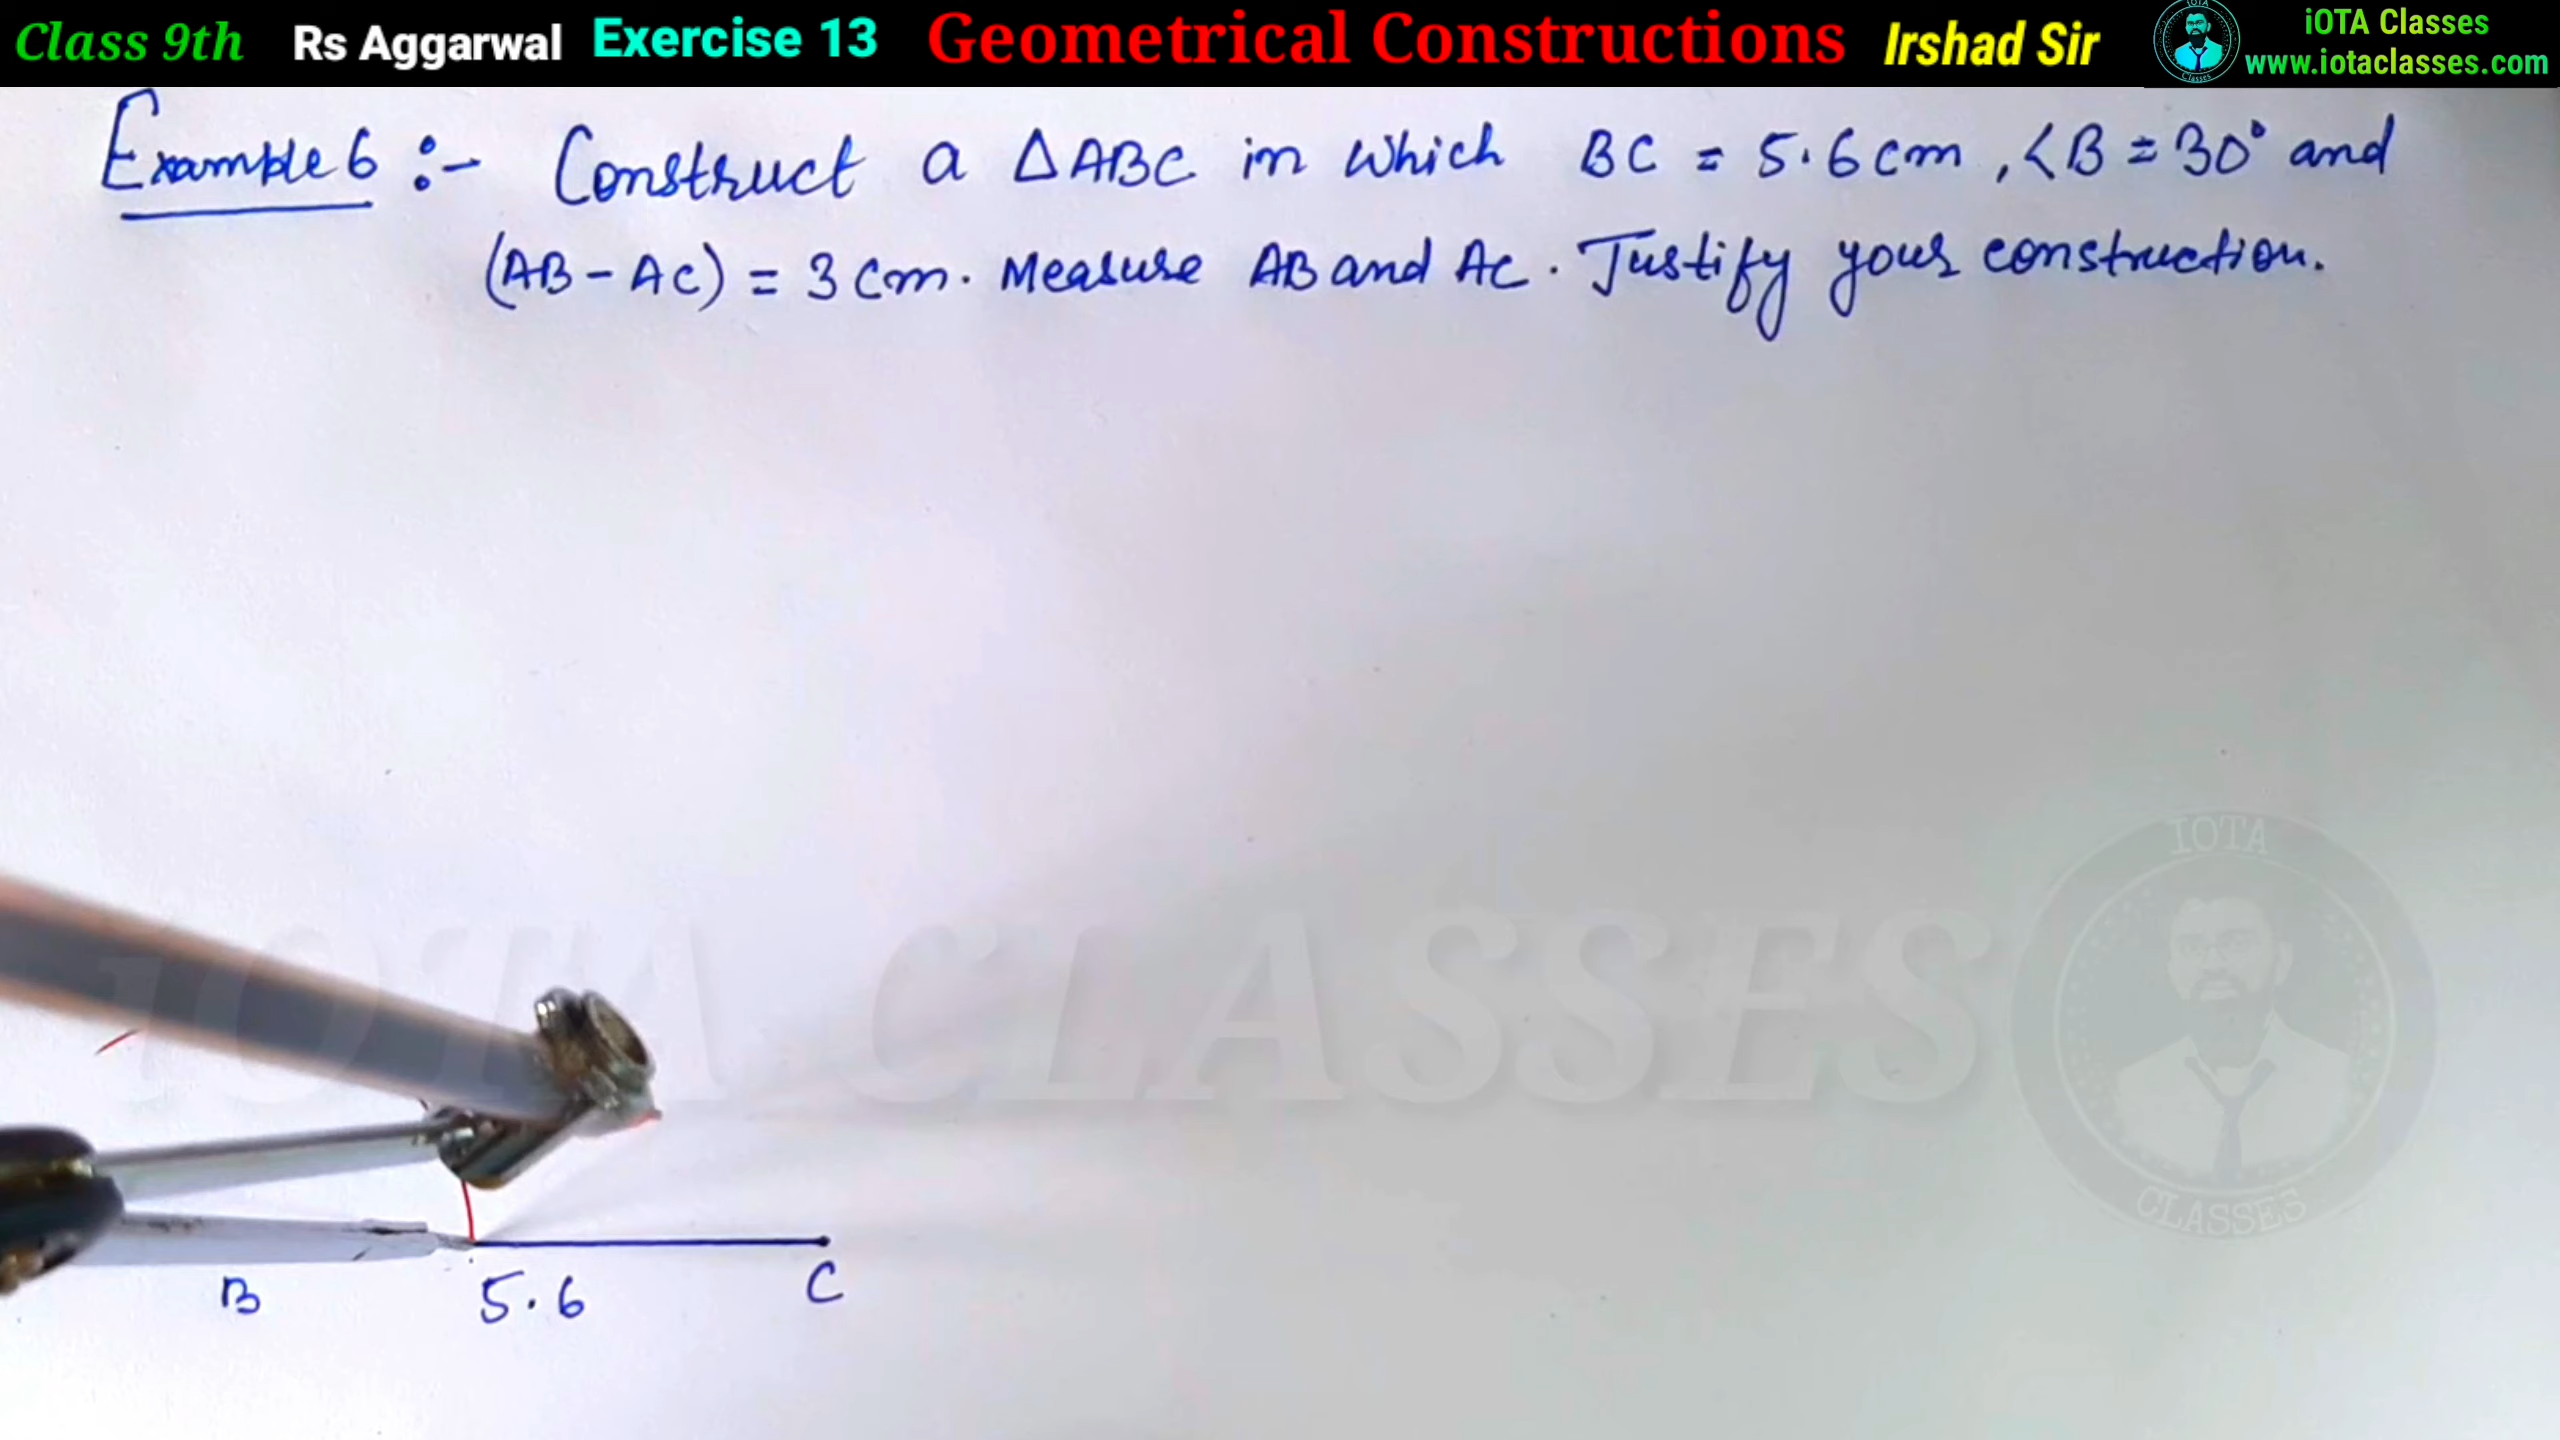 Class 9th Rs Aggarwal Exercise 13 Geometrical Constructions Irshad Sir iOTA Classes
www.iotaclasses.com
Example 6 :- Construct a ΔABC in which BC = 5.6 cm, ∠B = 30° and
(AB - AC) = 3 cm. Measure AB and AC. Justify your construction.
IOTA CLASSES
IOTA
CLASSES
B 5.6 C